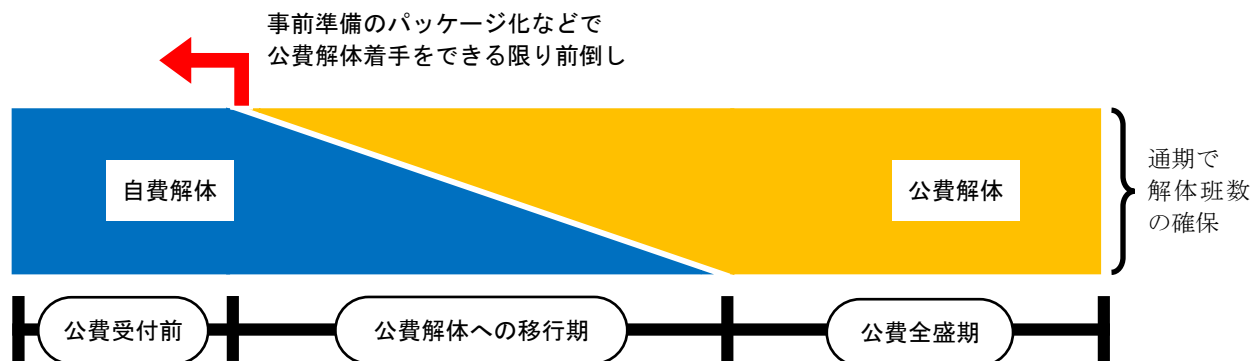 事前準備のパッケージ化などで
公費解体着手をできる限り前倒し
自費解体
公費解体
通期で
解体班数
の確保
公費受付前
公費解体への移行期
公費全盛期